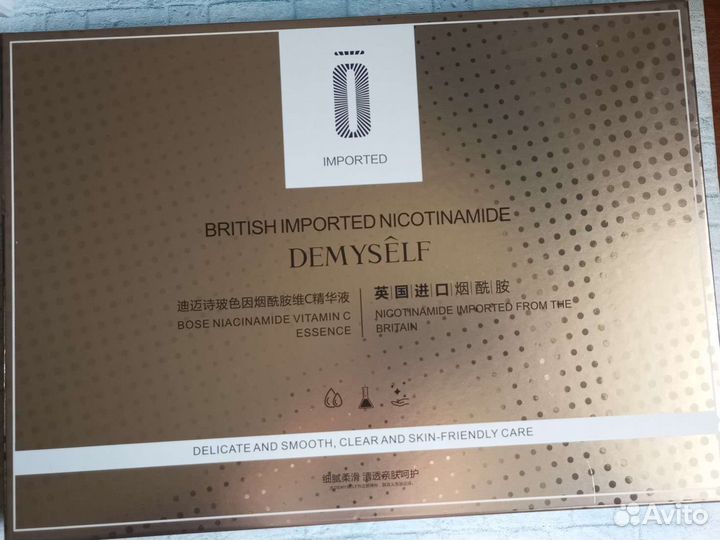 IMPORTED
BRITISH IMPORTED NICOTINAMIDE
DEMYSÊLF
迪迈诗玻色因烟酰胺维C精华液
BOSE NIACINAMIDE VITAMIN C
ESSENCE
英|国|进|口|烟|酰|胺
NICOTINAMIDE IMPORTED FROM THE
BRITAIN
DELICATE AND SMOOTH, CLEAR AND SKIN-FRIENDLY CARE
细腻柔滑 清透亲肤呵护
Avito